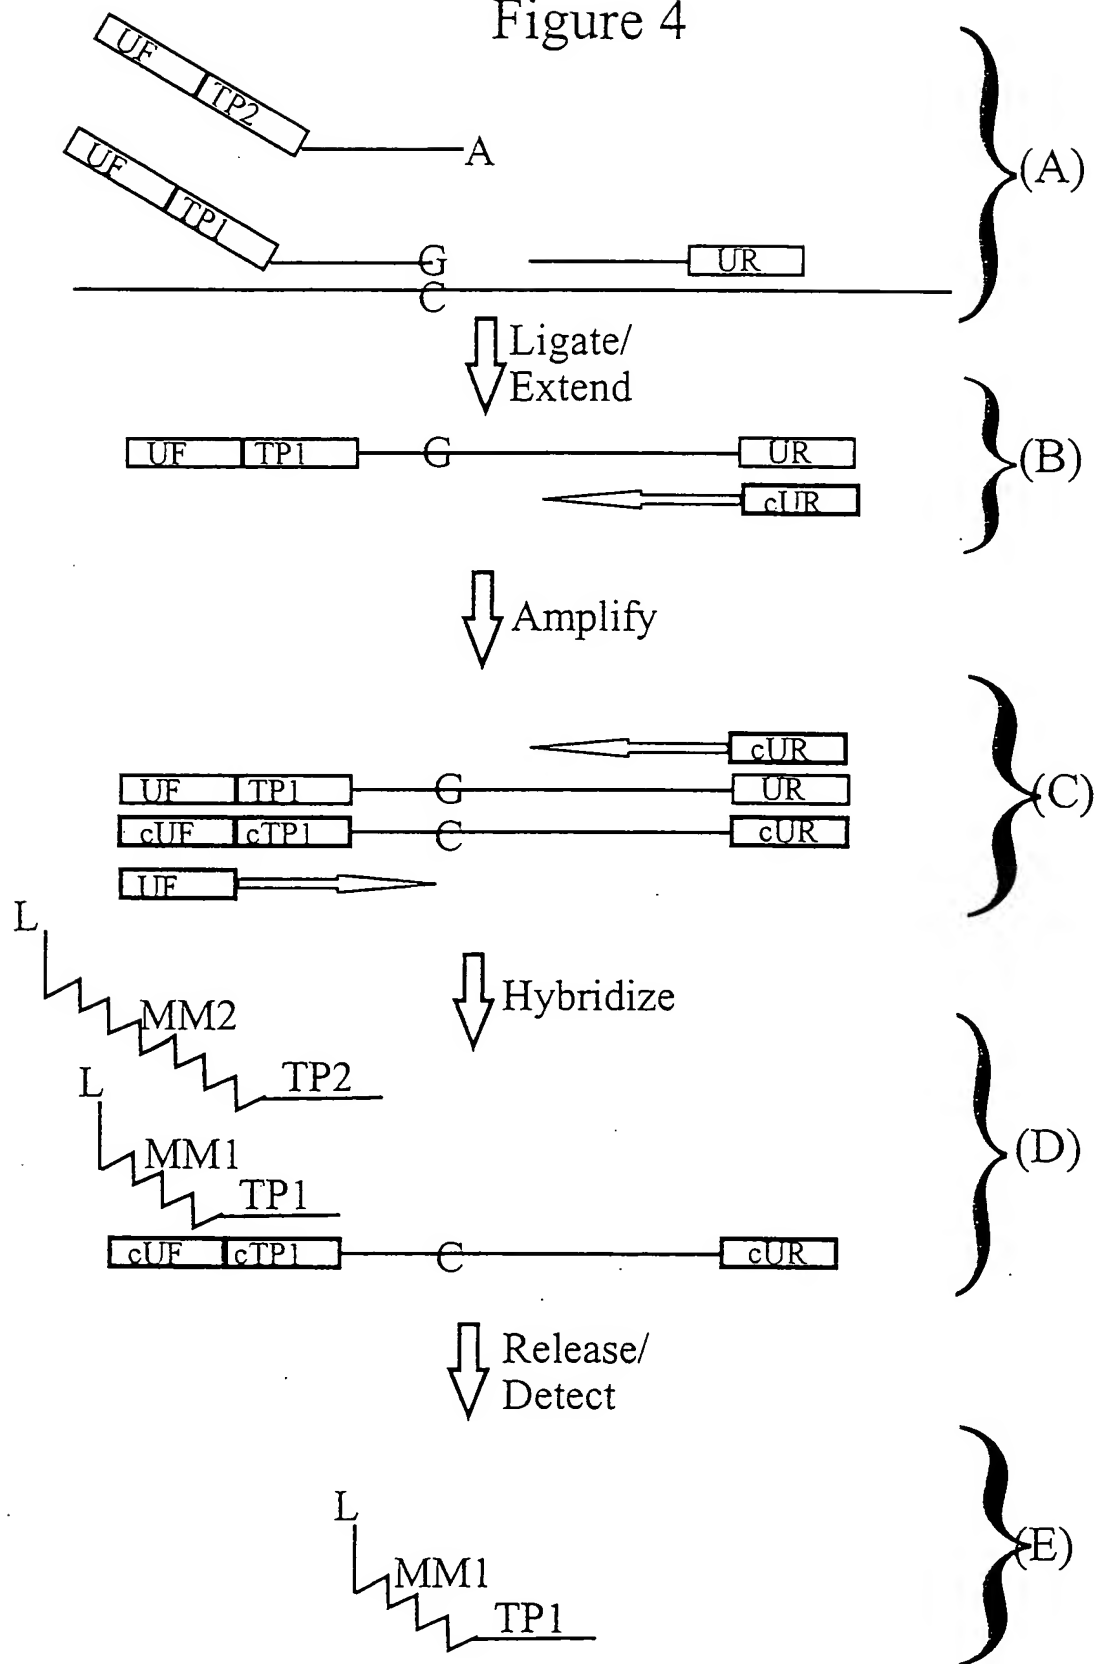 Figure 4
UF TP2 A
UF TP1 G UR
C
(A)
Ligate/
Extend
UF TP1 G UR
cUR
(B)
Amplify
cUR
UF TP1 G UR
cUF cTP1 C cUR
UF
(C)
Hybridize
L
MM2
TP2
L
MM1
TP1
cUF cTP1 C cUR
(D)
Release/
Detect
L
MM1
TP1
(E)